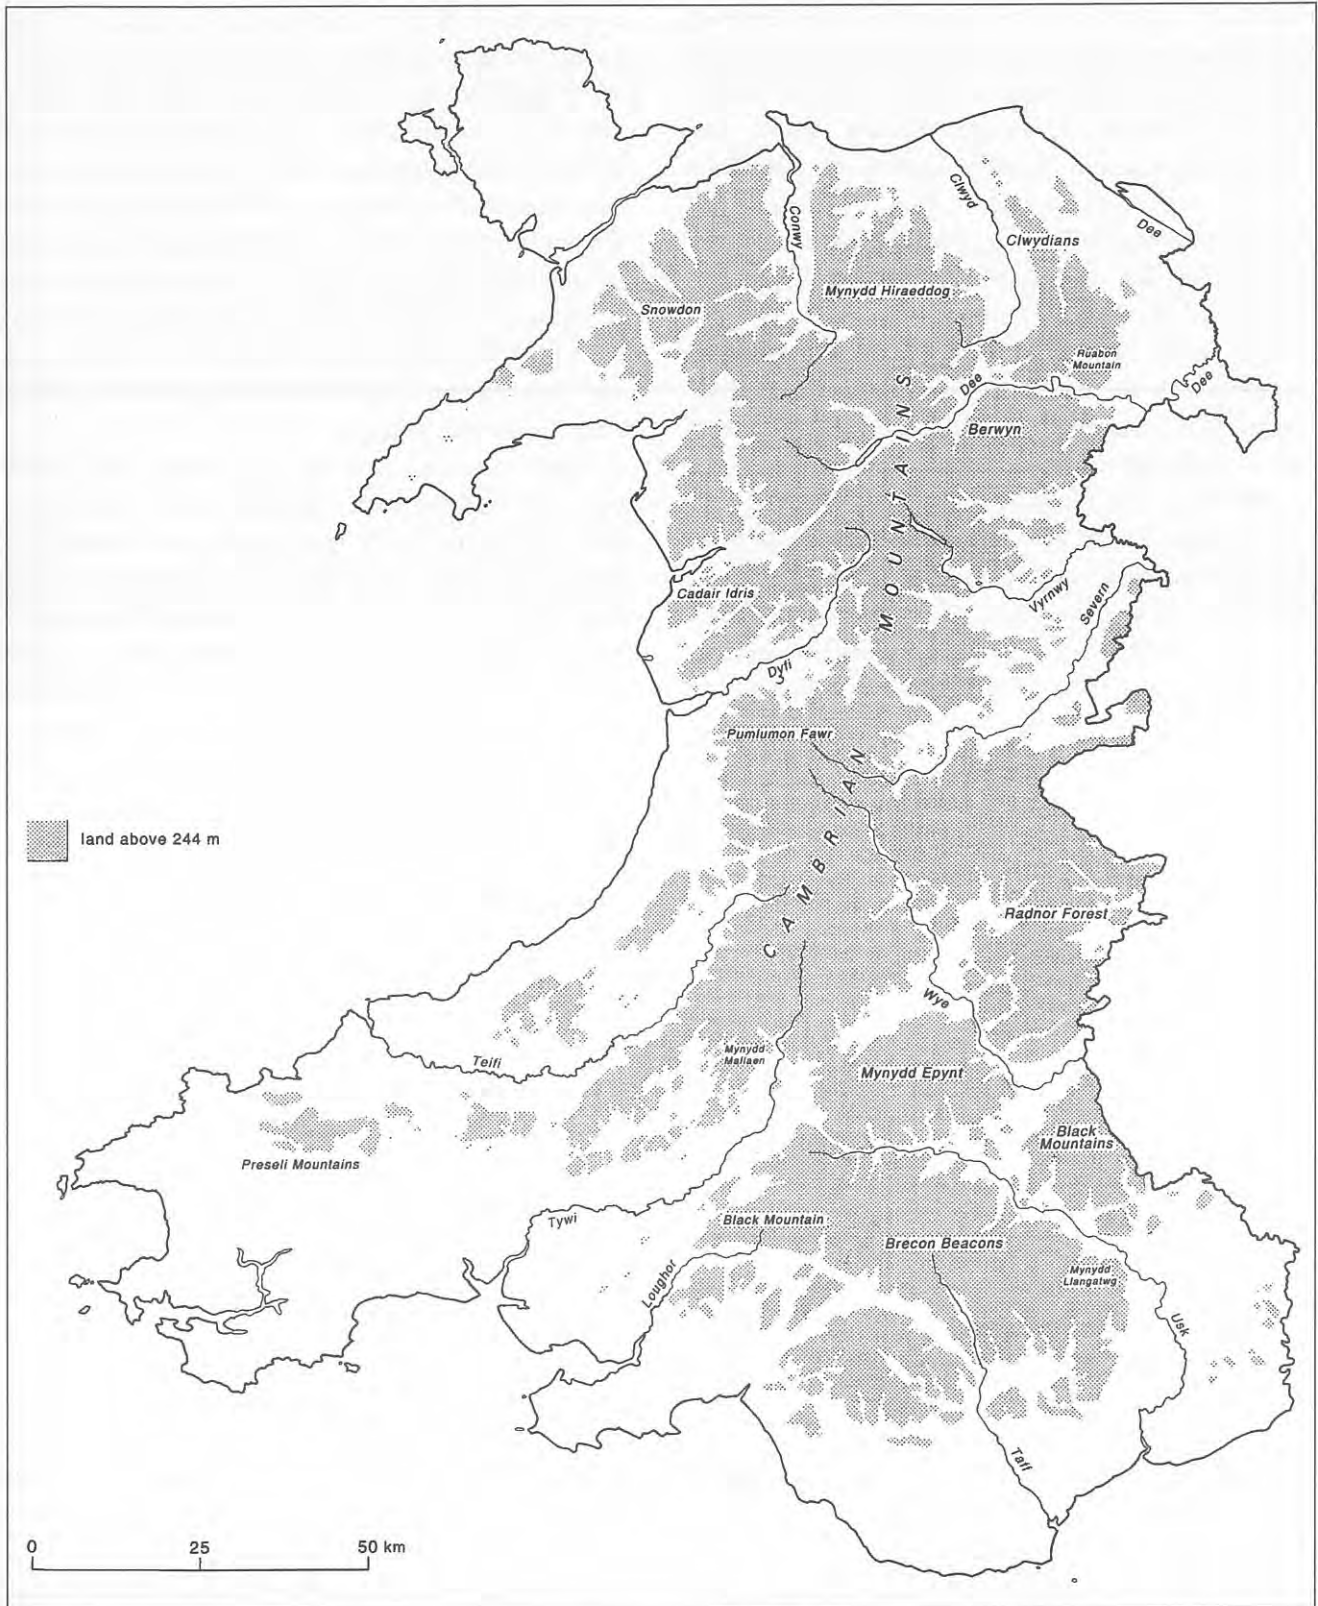 Conwy
Clwyd
Dee
Clwydians
Mynydd Hiraeddog
Snowdon
Ruabon
Mountain
Dee
Dee
Berwyn
CAMBRIAN MOUNTAINS
Cadair Idris
Vyrnwy
Severn
Dyfi
Pumlumon Fawr
land above 244 m
Radnor Forest
Wye
Teifi
Mynydd
Mallaen
Mynydd Epynt
Black
Mountains
Preseli Mountains
Tywi
Black Mountain
Brecon Beacons
Loughor
Mynydd
Llangatwg
Usk
Taff
0 25 50 km